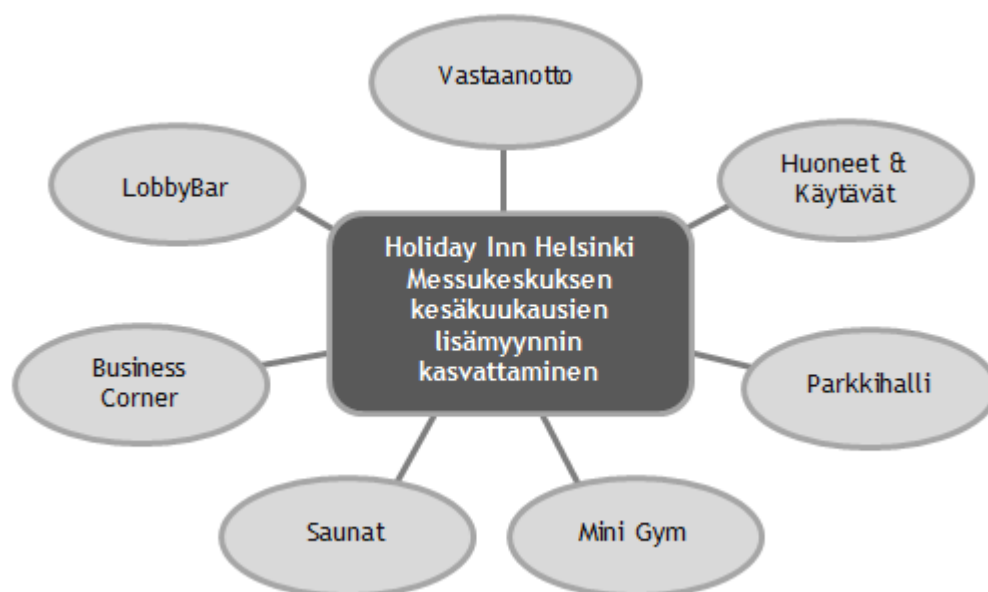 Vastaanotto
Huoneet &
Käytävät
LobbyBar
Holiday Inn Helsinki
Messukeskuksen
kesäkuukausien
lisämyynnin
kasvattaminen
Business
Corner
Parkkihalli
Saunat
Mini Gym